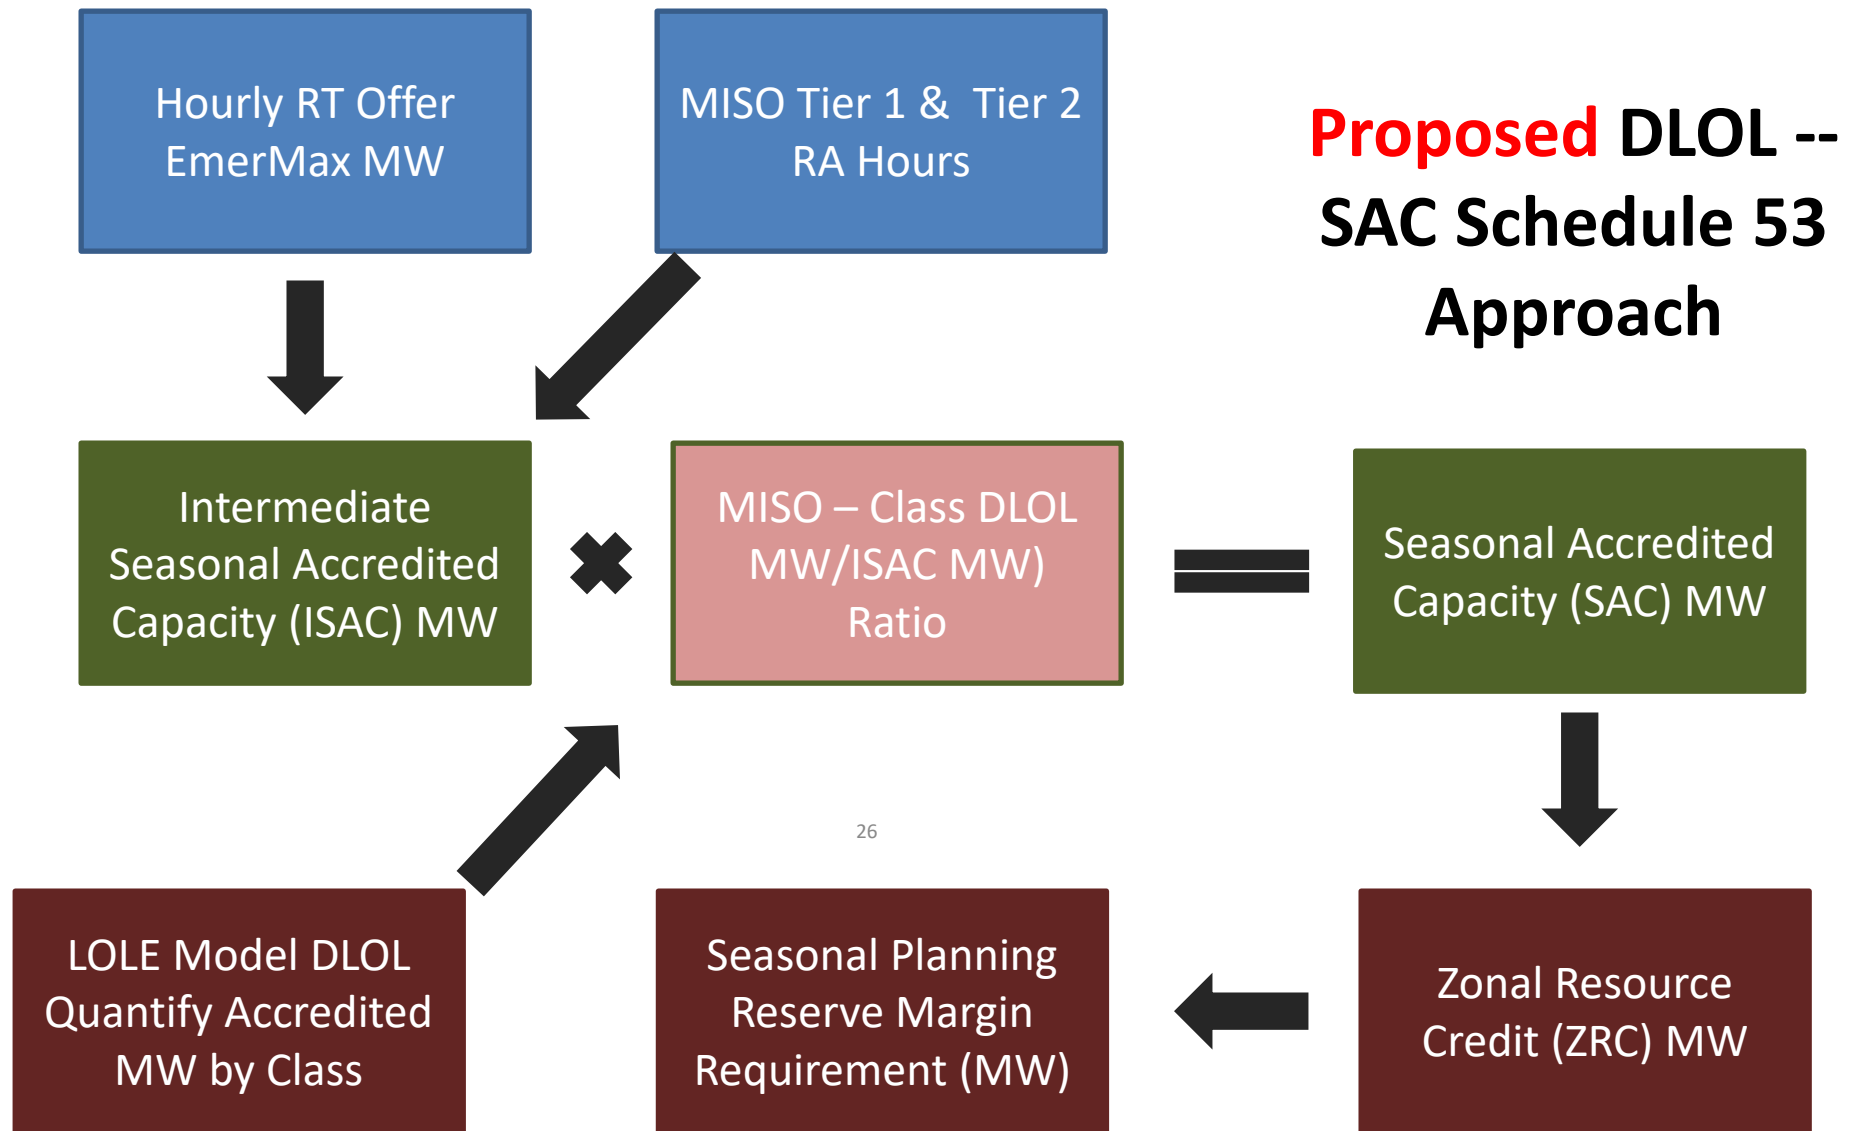 Hourly RT Offer
EmerMax MW
MISO Tier 1 & Tier 2
RA Hours
Proposed DLOL --
SAC Schedule 53
Approach
Intermediate
Seasonal Accredited
Capacity (ISAC) MW
MISO – Class DLOL
MW/ISAC MW)
Ratio
Seasonal Accredited
Capacity (SAC) MW
26
LOLE Model DLOL
Quantify Accredited
MW by Class
Seasonal Planning
Reserve Margin
Requirement (MW)
Zonal Resource
Credit (ZRC) MW